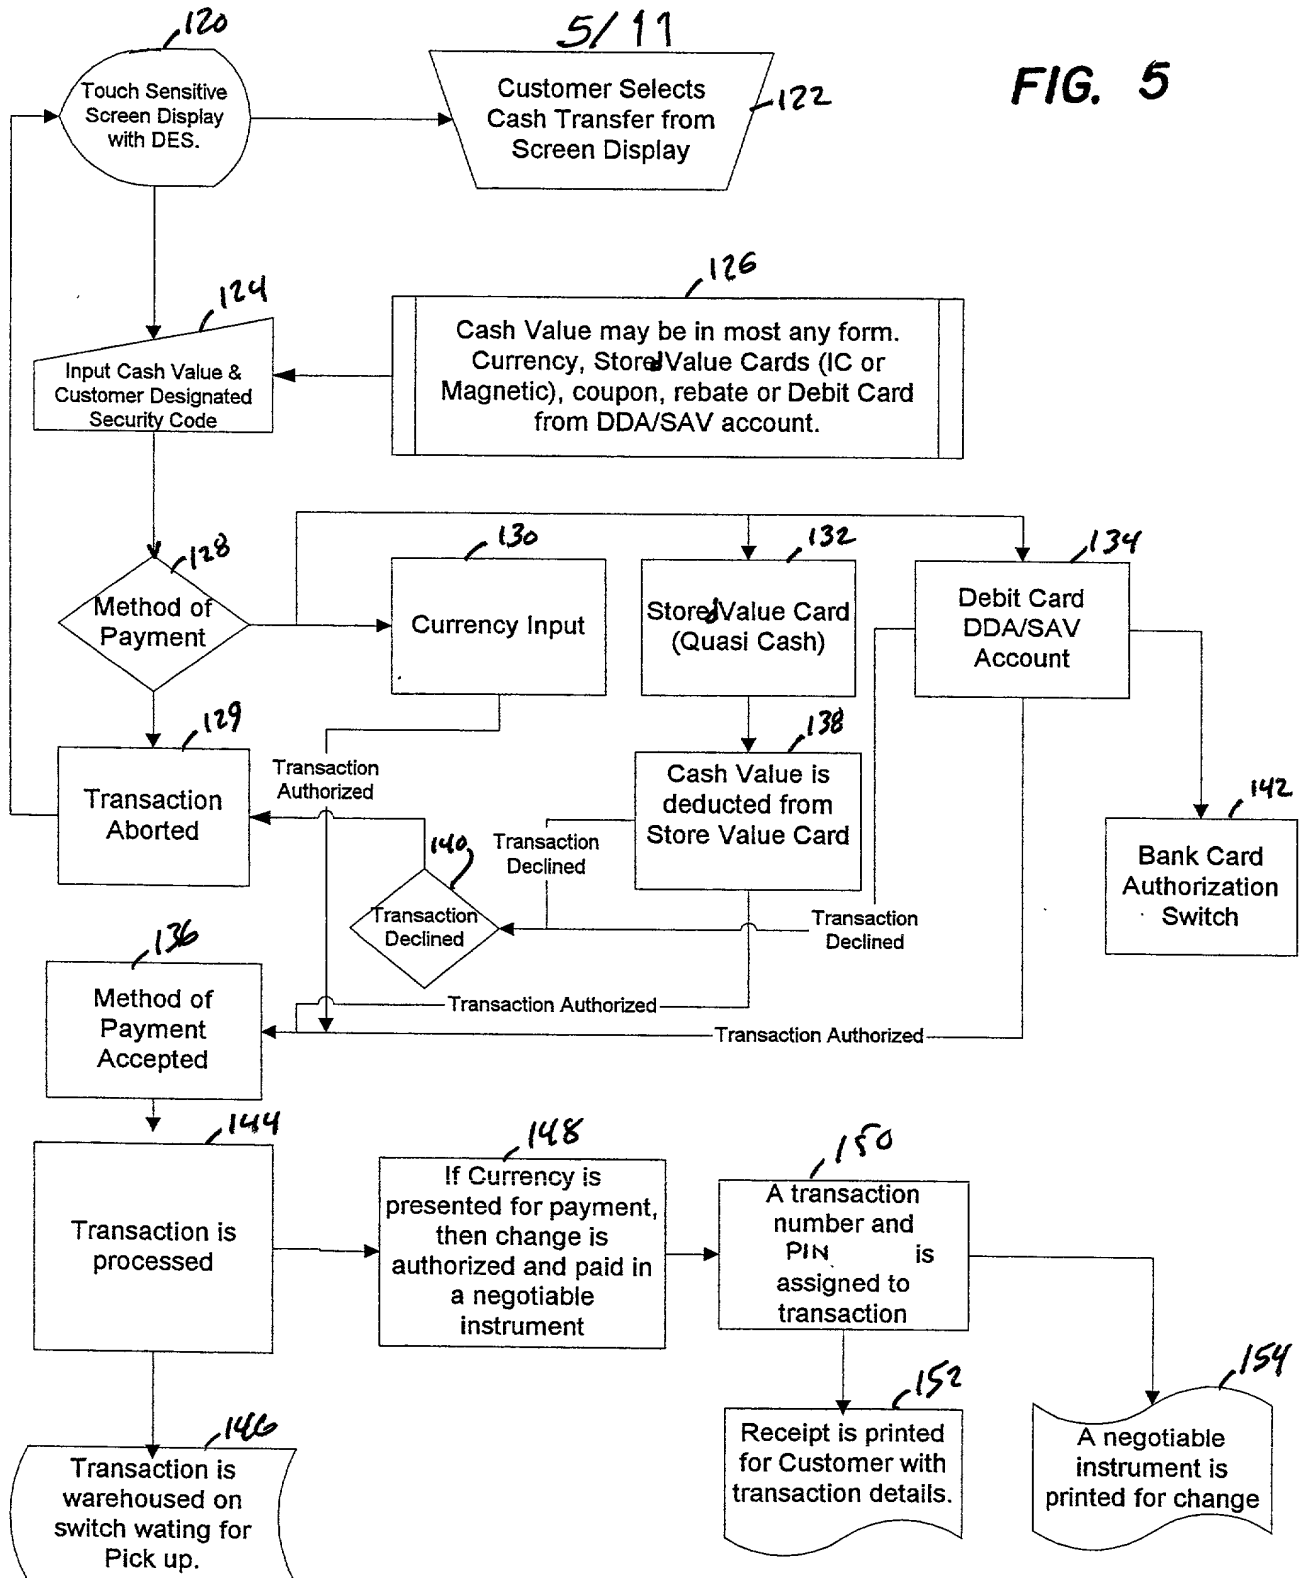 120
5/11
FIG. 5
Touch Sensitive
Screen Display
with DES.
Customer Selects
Cash Transfer from
Screen Display
122
124
126
Input Cash Value &
Customer Designated
Security Code
Cash Value may be in most any form.
Currency, Stored Value Cards (IC or
Magnetic), coupon, rebate or Debit Card
from DDA/SAV account.
128
130
132
134
Method of
Payment
Currency Input
Stored Value Card
(Quasi Cash)
Debit Card
DDA/SAV
Account
129
138
142
Transaction
Aborted
Transaction
Authorized
Cash Value is
deducted from
Store Value Card
Transaction
Declined
140
Transaction
Declined
Transaction
Declined
Bank Card
Authorization
Switch
136
Method of
Payment
Accepted
Transaction Authorized
Transaction Authorized
144
148
150
Transaction is
processed
If Currency is
presented for payment,
then change is
authorized and paid in
a negotiable
instrument
A transaction
number and
PIN is
assigned to
transaction
146
152
154
Transaction is
warehoused on
switch wating for
Pick up.
Receipt is printed
for Customer with
transaction details.
A negotiable
instrument is
printed for change